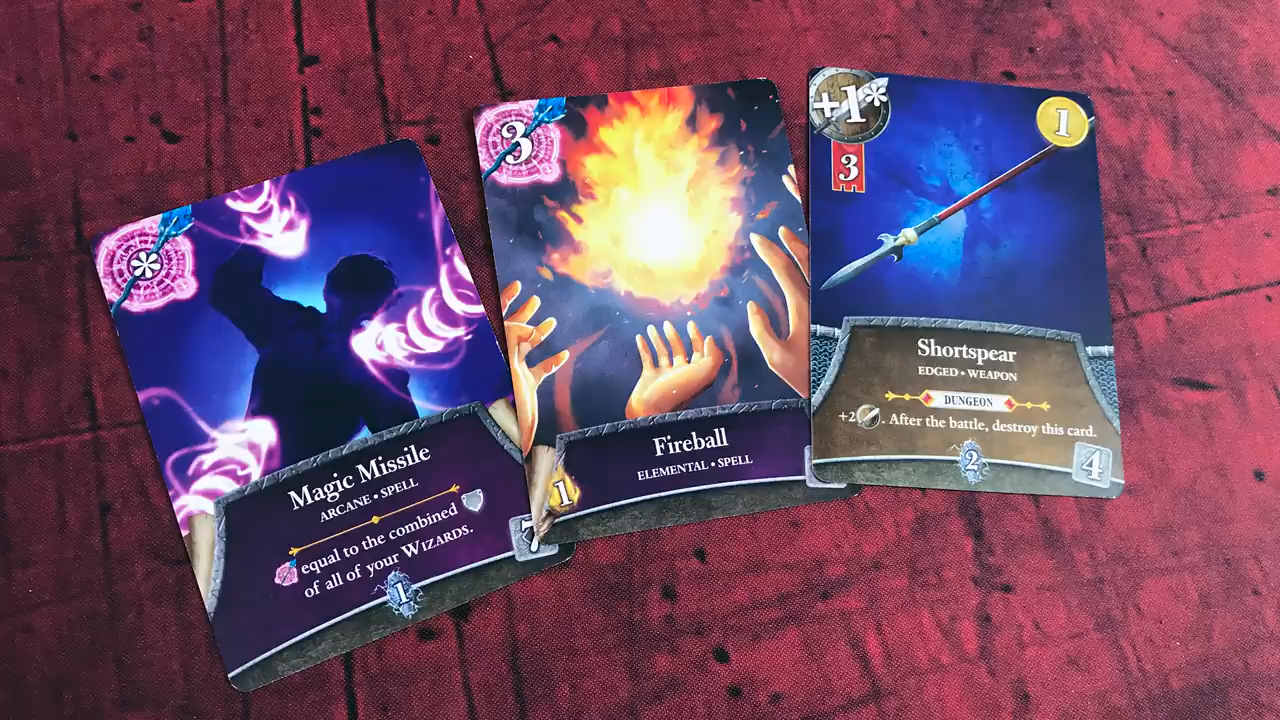 *
Magic Missile
ARCANE • SPELL
equal to the combined
of all of your WIZARDS.
1
7
3
Fireball
ELEMENTAL • SPELL
1
+1*
1
3
Shortspear
EDGED • WEAPON
DUNGEON
+2 . After the battle, destroy this card.
2
4